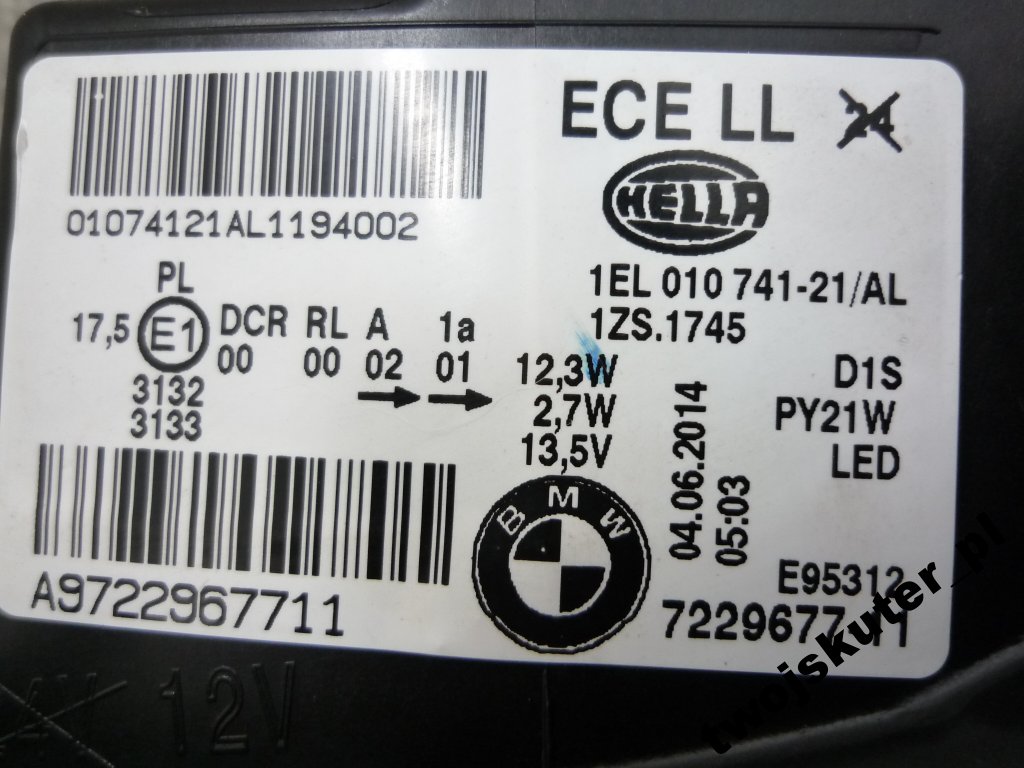 ECE LL 24
01074121AL1194002
HELLA
1EL 010 741-21/AL
1ZS.1745
PL
17,5 E1 DCR RL A 1a
00 00 02 01
3132
3133
12,3W
2,7W
13,5V
D1S
PY21W
LED
04.06.2014
05:03
BMW
A9722967711
E95312
7229677-11
12V
twojskuter_pl